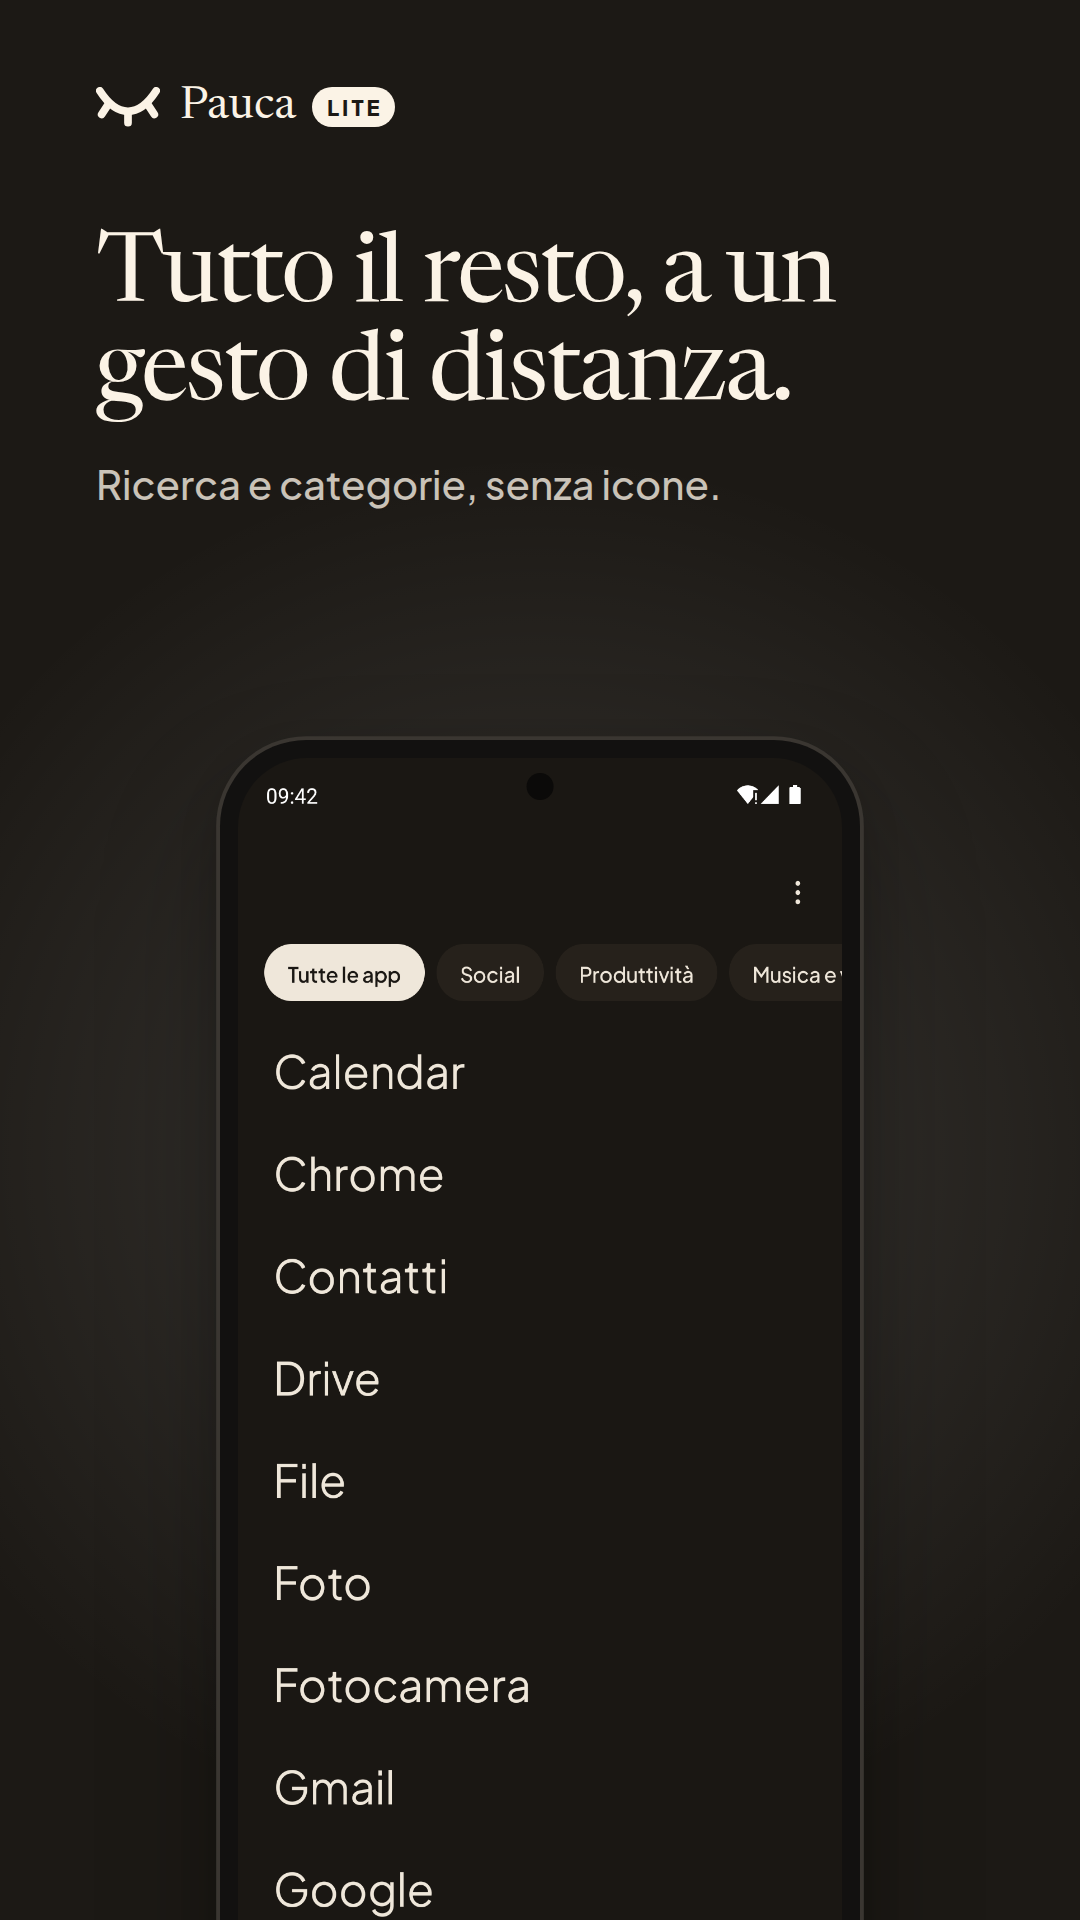 Pauca LITE
Tutto il resto, a un
gesto di distanza.
Ricerca e categorie, senza icone.
09:42
Tutte le app Social Produttività Musica e
Calendar
Chrome
Contatti
Drive
File
Foto
Fotocamera
Gmail
Google